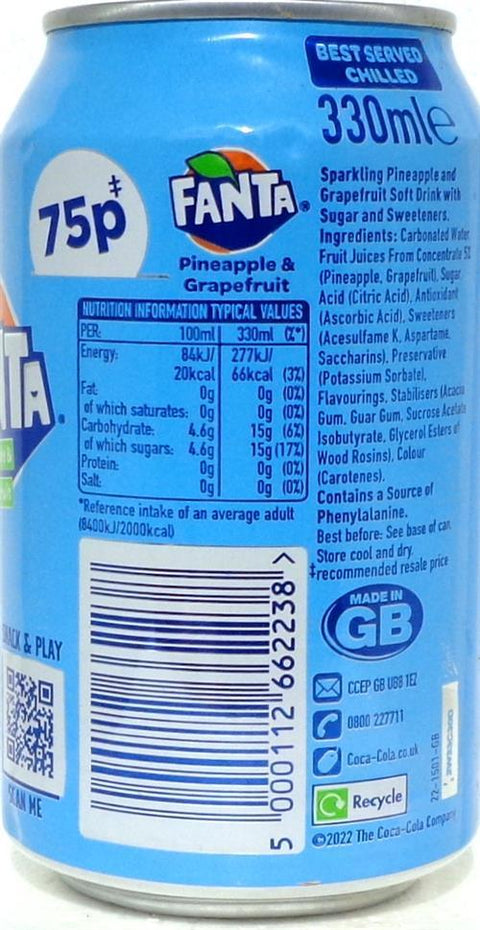 BEST SERVED
CHILLED
330ml e
75p‡
FANTA®
Pineapple &
Grapefruit
NUTRITION INFORMATION TYPICAL VALUES
PER: 100ml 330ml (%*)
Energy: 84kJ/ 277kJ/
20kcal 66kcal (3%)
Fat: 0g 0g (0%)
of which saturates: 0g 0g (0%)
Carbohydrate: 4.6g 15g (6%)
of which sugars: 4.6g 15g (17%)
Protein: 0g 0g (0%)
Salt: 0g 0g (0%)
*Reference intake of an average adult
(8400kJ/2000kcal)
Sparkling Pineapple and
Grapefruit Soft Drink with
Sugar and Sweeteners.
Ingredients: Carbonated Water,
Fruit Juices From Concentrate 5%
(Pineapple, Grapefruit), Sugar,
Acid (Citric Acid), Antioxidant
(Ascorbic Acid), Sweeteners
(Acesulfame K, Aspartame,
Saccharins), Preservative
(Potassium Sorbate),
Flavourings, Stabilisers (Acacia
Gum, Guar Gum, Sucrose Acetate
Isobutyrate, Glycerol Esters of
Wood Rosins), Colour
(Carotenes).
Contains a Source of
Phenylalanine.
Best before: See base of can.
Store cool and dry.
‡recommended resale price
MADE IN
GB
CCEP GB UB8 1EZ
0800 227711
Coca-Cola.co.uk
Recycle
22-1501-GB
©2022 The Coca-Cola Company
5 000112 662238 >
TA.
& PLAY
SCAN ME